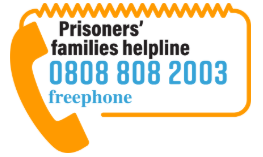 Prisoners'
families helpline
0808 808 2003
freephone